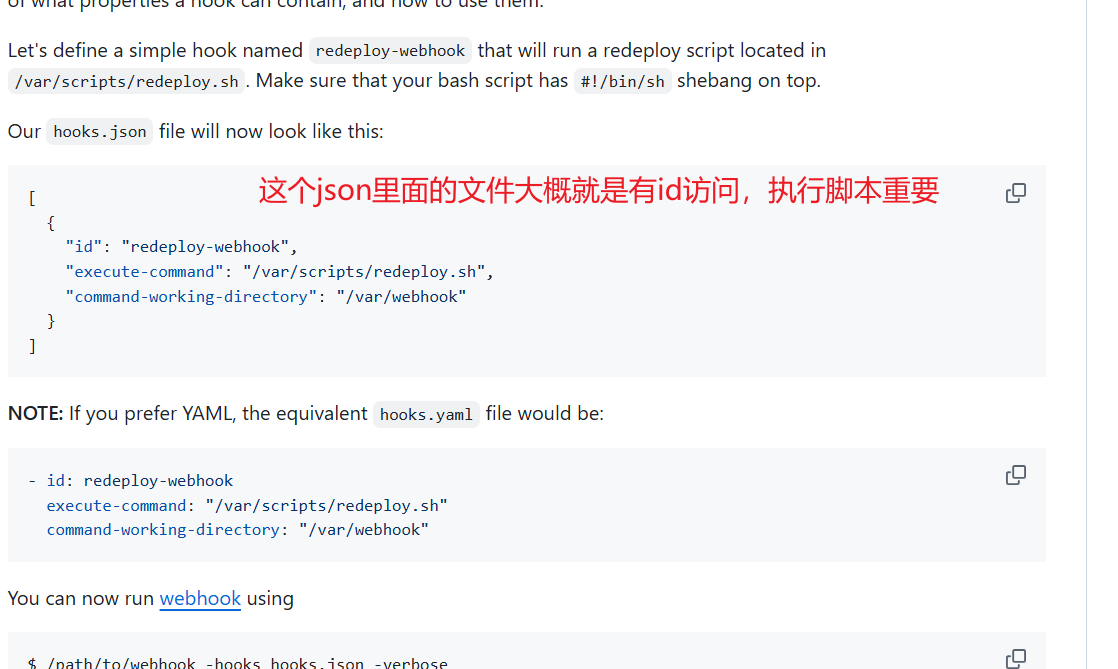 of what properties a hook can contain, and how to use them.
Let's define a simple hook named redeploy-webhook that will run a redeploy script located in
/var/scripts/redeploy.sh. Make sure that your bash script has #!/bin/sh shebang on top.
Our hooks.json file will now look like this:
这个json里面的文件大概就是有id访问，执行脚本重要
[
  {
    "id": "redeploy-webhook",
    "execute-command": "/var/scripts/redeploy.sh",
    "command-working-directory": "/var/webhook"
  }
]
NOTE: If you prefer YAML, the equivalent hooks.yaml file would be:
- id: redeploy-webhook
  execute-command: "/var/scripts/redeploy.sh"
  command-working-directory: "/var/webhook"
You can now run webhook using
$ /path/to/webhook -hooks hooks.json -verbose